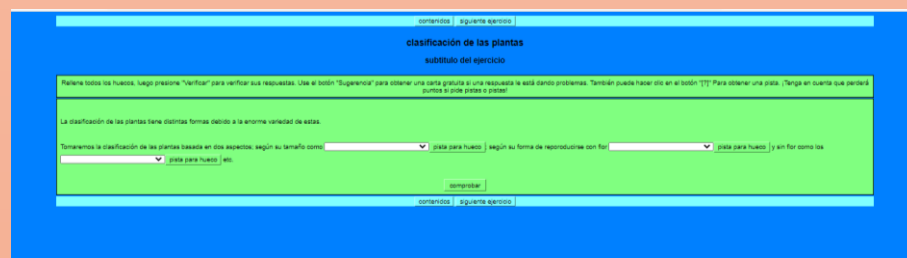 contenidos siguiente ejercicio
clasificación de las plantas
subtítulo del ejercicio
Rellene todos los huecos, luego presione "Verificar" para verificar sus respuestas. Use el botón "Sugerencia" para obtener una carta gratuita si una respuesta le está dando problemas. También puede hacer clic en el botón "[?]" Para obtener una pista. ¡Tenga en cuenta que perderá
puntos si pide pistas o pistas!
La clasificación de las plantas tiene distintas formas debido a la enorme variedad de estas.
Tomaremos la clasificación de las plantas basada en dos aspectos; según su tamaño como pista para hueco según su forma de reporoducirse con flor pista para hueco y sin flor como los
pista para hueco etc.
comprobar
contenidos siguiente ejercicio